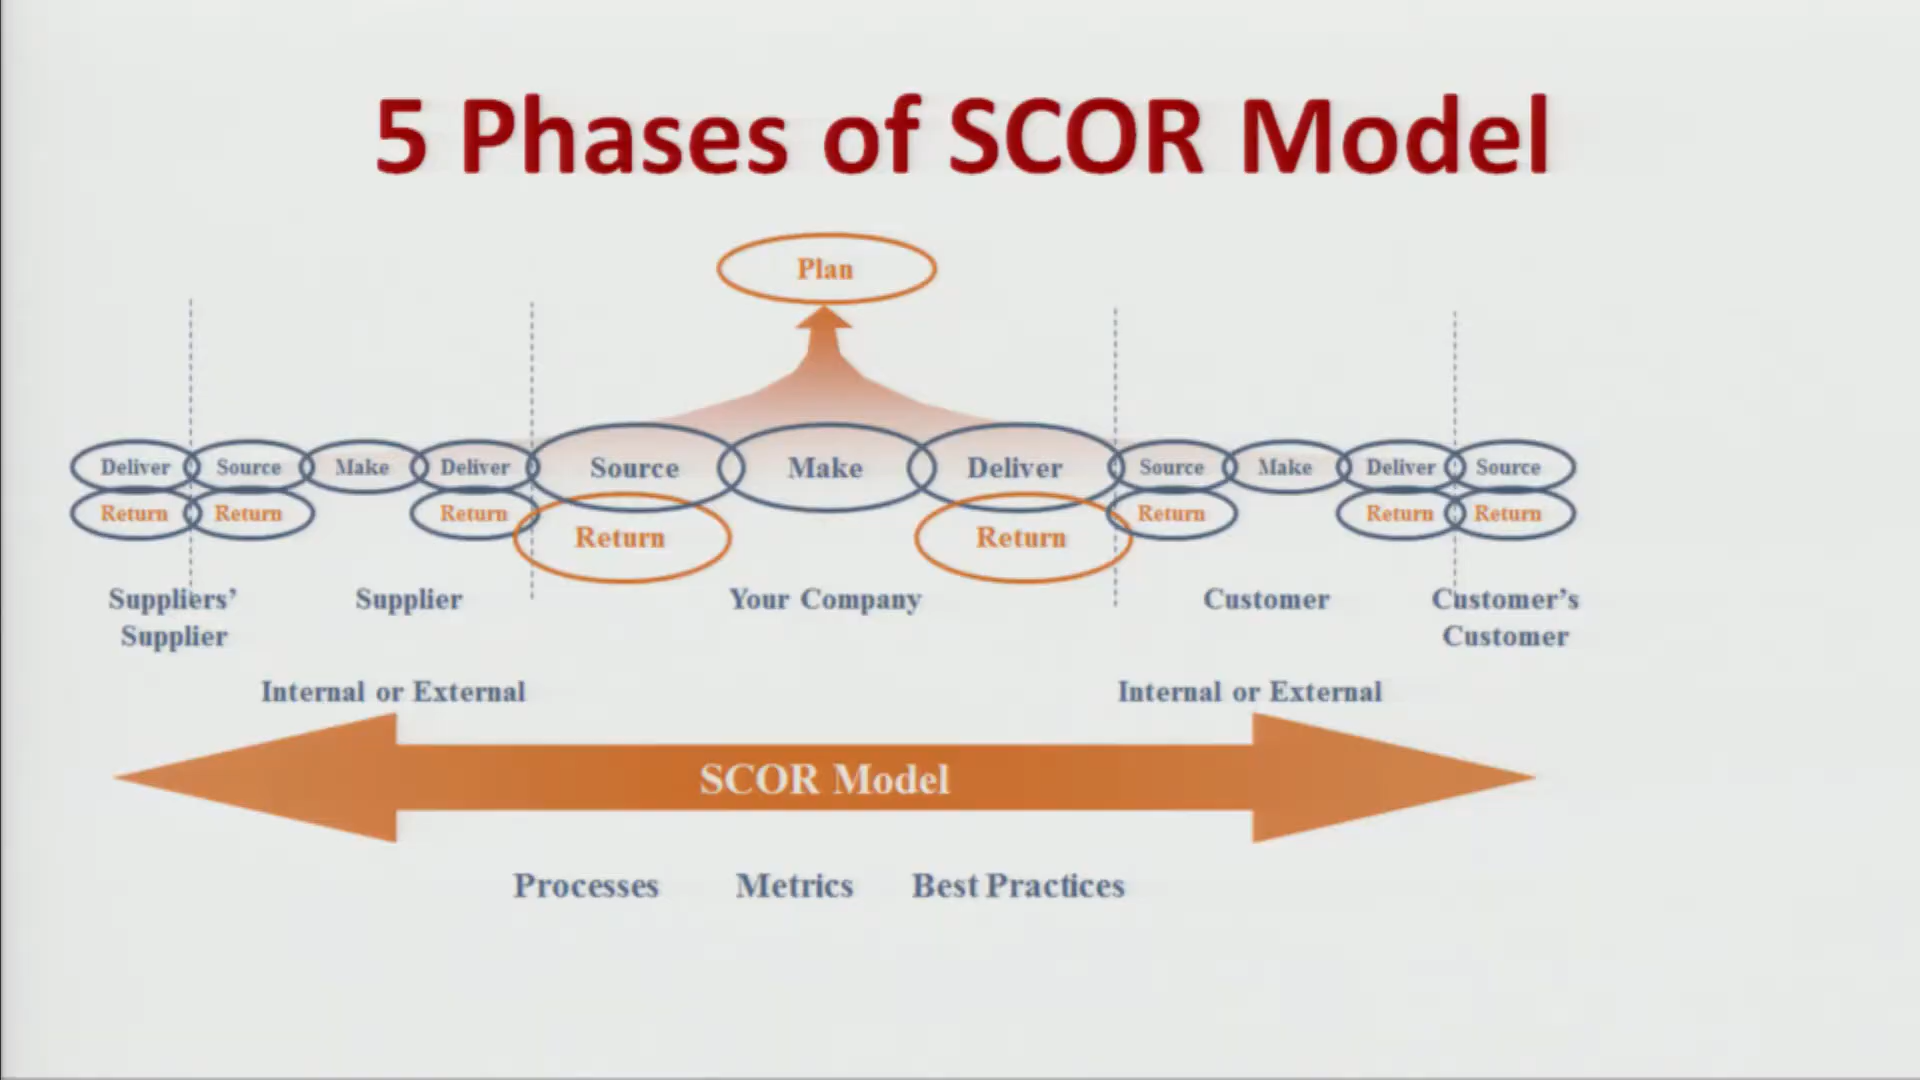 5 Phases of SCOR Model
Plan
Deliver Source Make Deliver Source Make Deliver Source Make Deliver Source
Return Return Return Return Return Return Return Return
Suppliers’ Supplier Your Company Customer Customer’s
Supplier Customer
Internal or External Internal or External
SCOR Model
Processes Metrics Best Practices